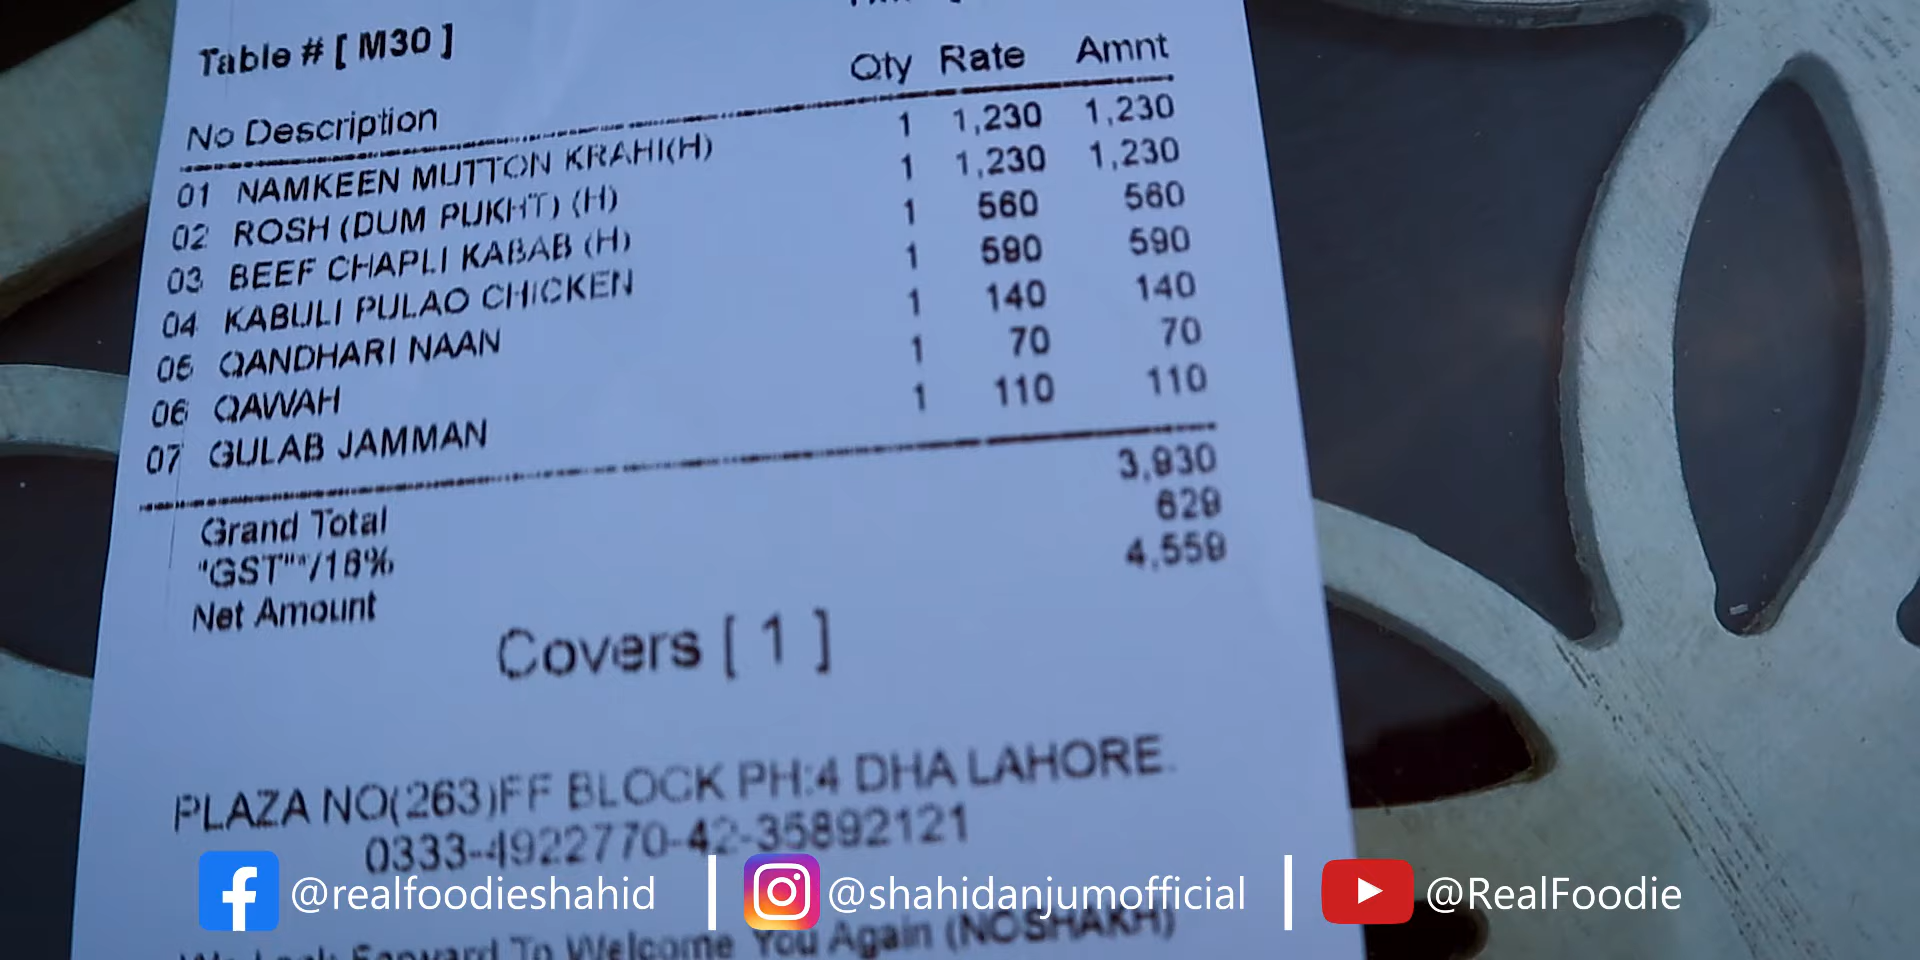 Table # [ M30 ]
No Description Qty Rate Amnt
01 NAMKEEN MUTTON KRAHI(H) 1 1,230 1,230
02 ROSH (DUM PUKHT) (H) 1 1,230 1,230
03 BEEF CHAPLI KABAB (H) 1 560 560
04 KABULI PULAO CHICKEN 1 590 590
05 QANDHARI NAAN 1 140 140
06 QAWAH 1 70 70
07 GULAB JAMMAN 1 110 110
Grand Total 3,930
"GST"*/16% 629
Net Amount 4,559
Covers [ 1 ]
PLAZA NO(263)FF BLOCK PH:4 DHA LAHORE.
0333-4922770-42-35892121
@realfoodieshahid | @shahidanjumofficial | @RealFoodie
We Look Forward To Welcome You Again (NOSHAKH)